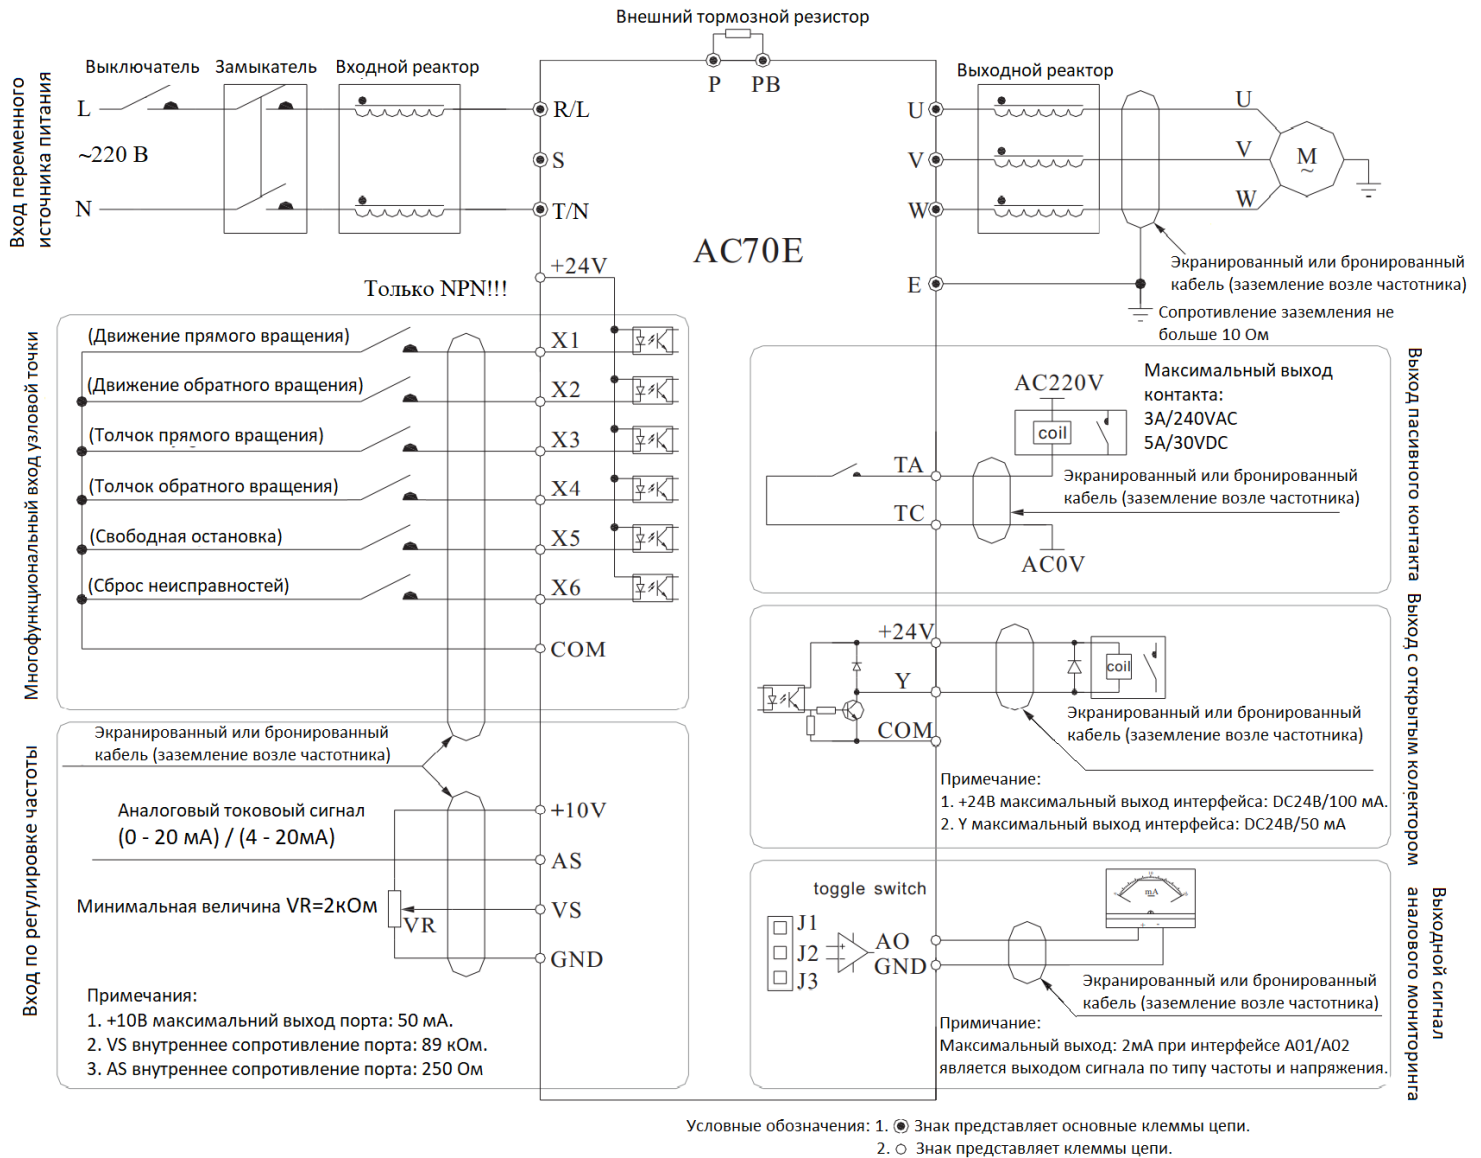 Внешний тормозной резистор
P
PB
Вход переменного
источника питания
Выключатель
Замыкатель
Входной реактор
L
~220 В
N
R/L
S
T/N
Выходной реактор
U
V
W
U
V
W
M
~
AC70E
E
Экранированный или бронированный
кабель (заземление возле частотника)
Сопротивление заземления не
больше 10 Ом
+24V
Только NPN!!!
Многофункциональный вход узловой точки
(Движение прямого вращения)
X1
(Движение обратного вращения)
X2
(Толчок прямого вращения)
X3
(Толчок обратного вращения)
X4
(Свободная остановка)
X5
(Сброс неисправностей)
X6
COM
Вход по регулировке частоты
Экранированный или бронированный
кабель (заземление возле частотника)
Аналоговый токовоый сигнал
(0 - 20 мА) / (4 - 20мА)
+10V
AS
Минимальная величина VR=2кОм
VR
VS
GND
Примечания:
1. +10В максимальний выход порта: 50 мА.
2. VS внутреннее сопротивление порта: 89 кОм.
3. AS внутреннее сопротивление порта: 250 Ом
Выход пасивного контакта
AC220V
coil
Максимальный выход
контакта:
3A/240VAC
5A/30VDC
TA
TC
Экранированный или бронированный
кабель (заземление возле частотника)
AC0V
Выход с открытым колектором
+24V
Y
COM
coil
Экранированный или бронированный
кабель (заземление возле частотника)
Примечание:
1. +24В максимальный выход интерфейса: DC24В/100 мА.
2. Y максимальный выход интерфейса: DC24В/50 мА
Выходной сигнал
аналового мониторинга
toggle switch
J1
J2
J3
AO
GND
mA
+ -
Экранированный или бронированный
кабель (заземление возле частотника)
Примичание:
Максимальный выход: 2мА при интерфейсе А01/А02
является выходом сигнала по типу частоты и напряжения.
Условные обозначения: 1. Знак представляет основные клеммы цепи.
2. Знак представляет клеммы цепи.